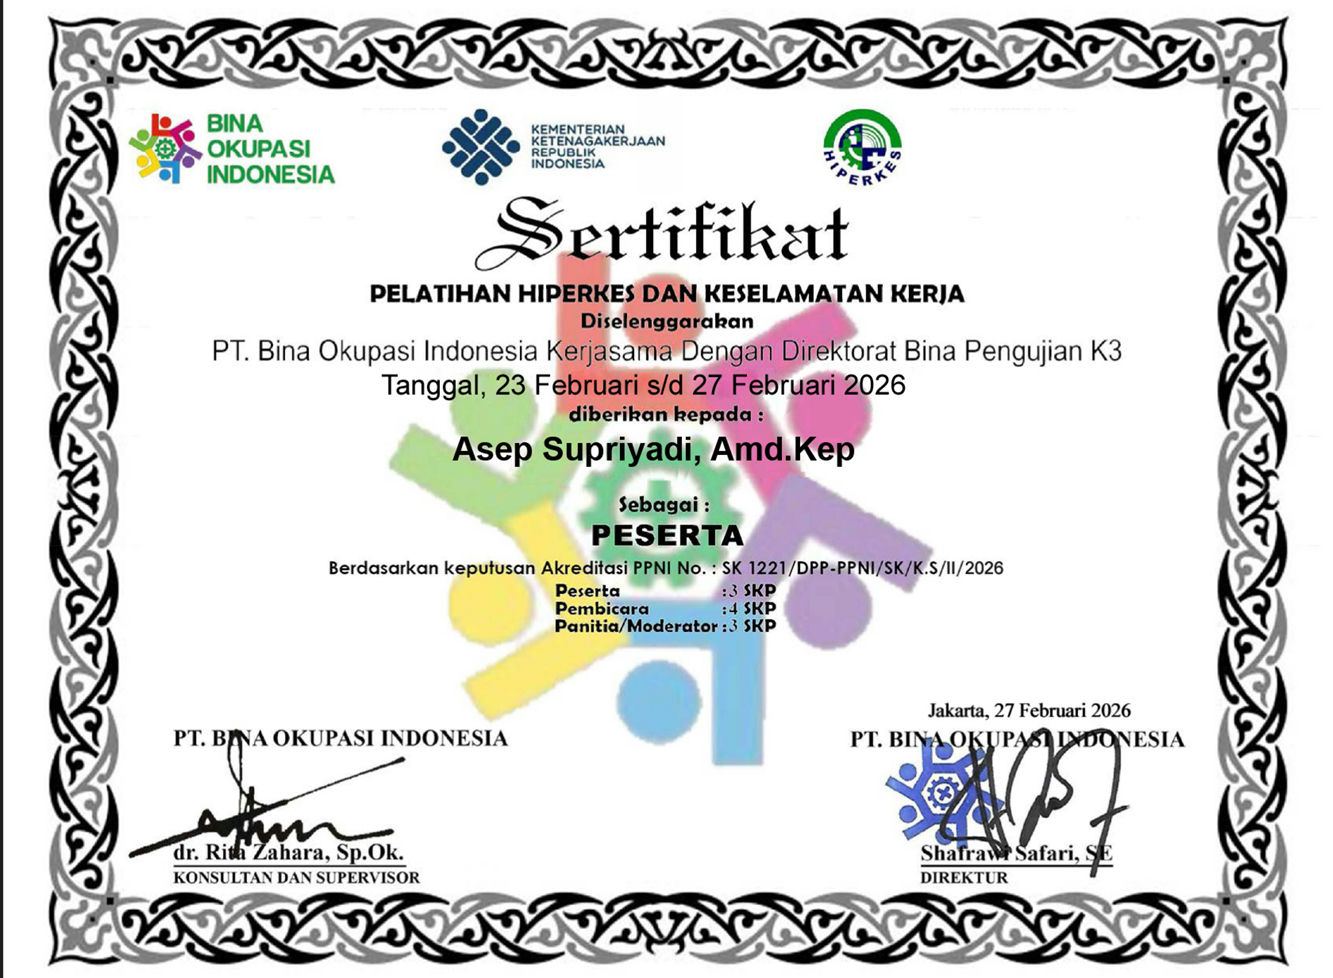 BINA
OKUPASI
INDONESIA
KEMENTERIAN
KETENAGAKERJAAN
REPUBLIK
INDONESIA
HIPERKES
Sertifikat
PELATIHAN HIPERKES DAN KESELAMATAN KERJA
Diselenggarakan
PT. Bina Okupasi Indonesia Kerjasama Dengan Direktorat Bina Pengujian K3
Tanggal, 23 Februari s/d 27 Februari 2026
diberikan kepada :
Asep Supriyadi, Amd.Kep
Sebagai :
PESERTA
Berdasarkan keputusan Akreditasi PPNI No. : SK 1221/DPP-PPNI/SK/K.S/II/2026
Peserta :3 SKP
Pembicara :4 SKP
Panitia/Moderator :3 SKP
PT. BINA OKUPASI INDONESIA
dr. Rita Zahara, Sp.Ok.
KONSULTAN DAN SUPERVISOR
Jakarta, 27 Februari 2026
PT. BINA OKUPASI INDONESIA
Shafrawi Safari, SE
DIREKTUR